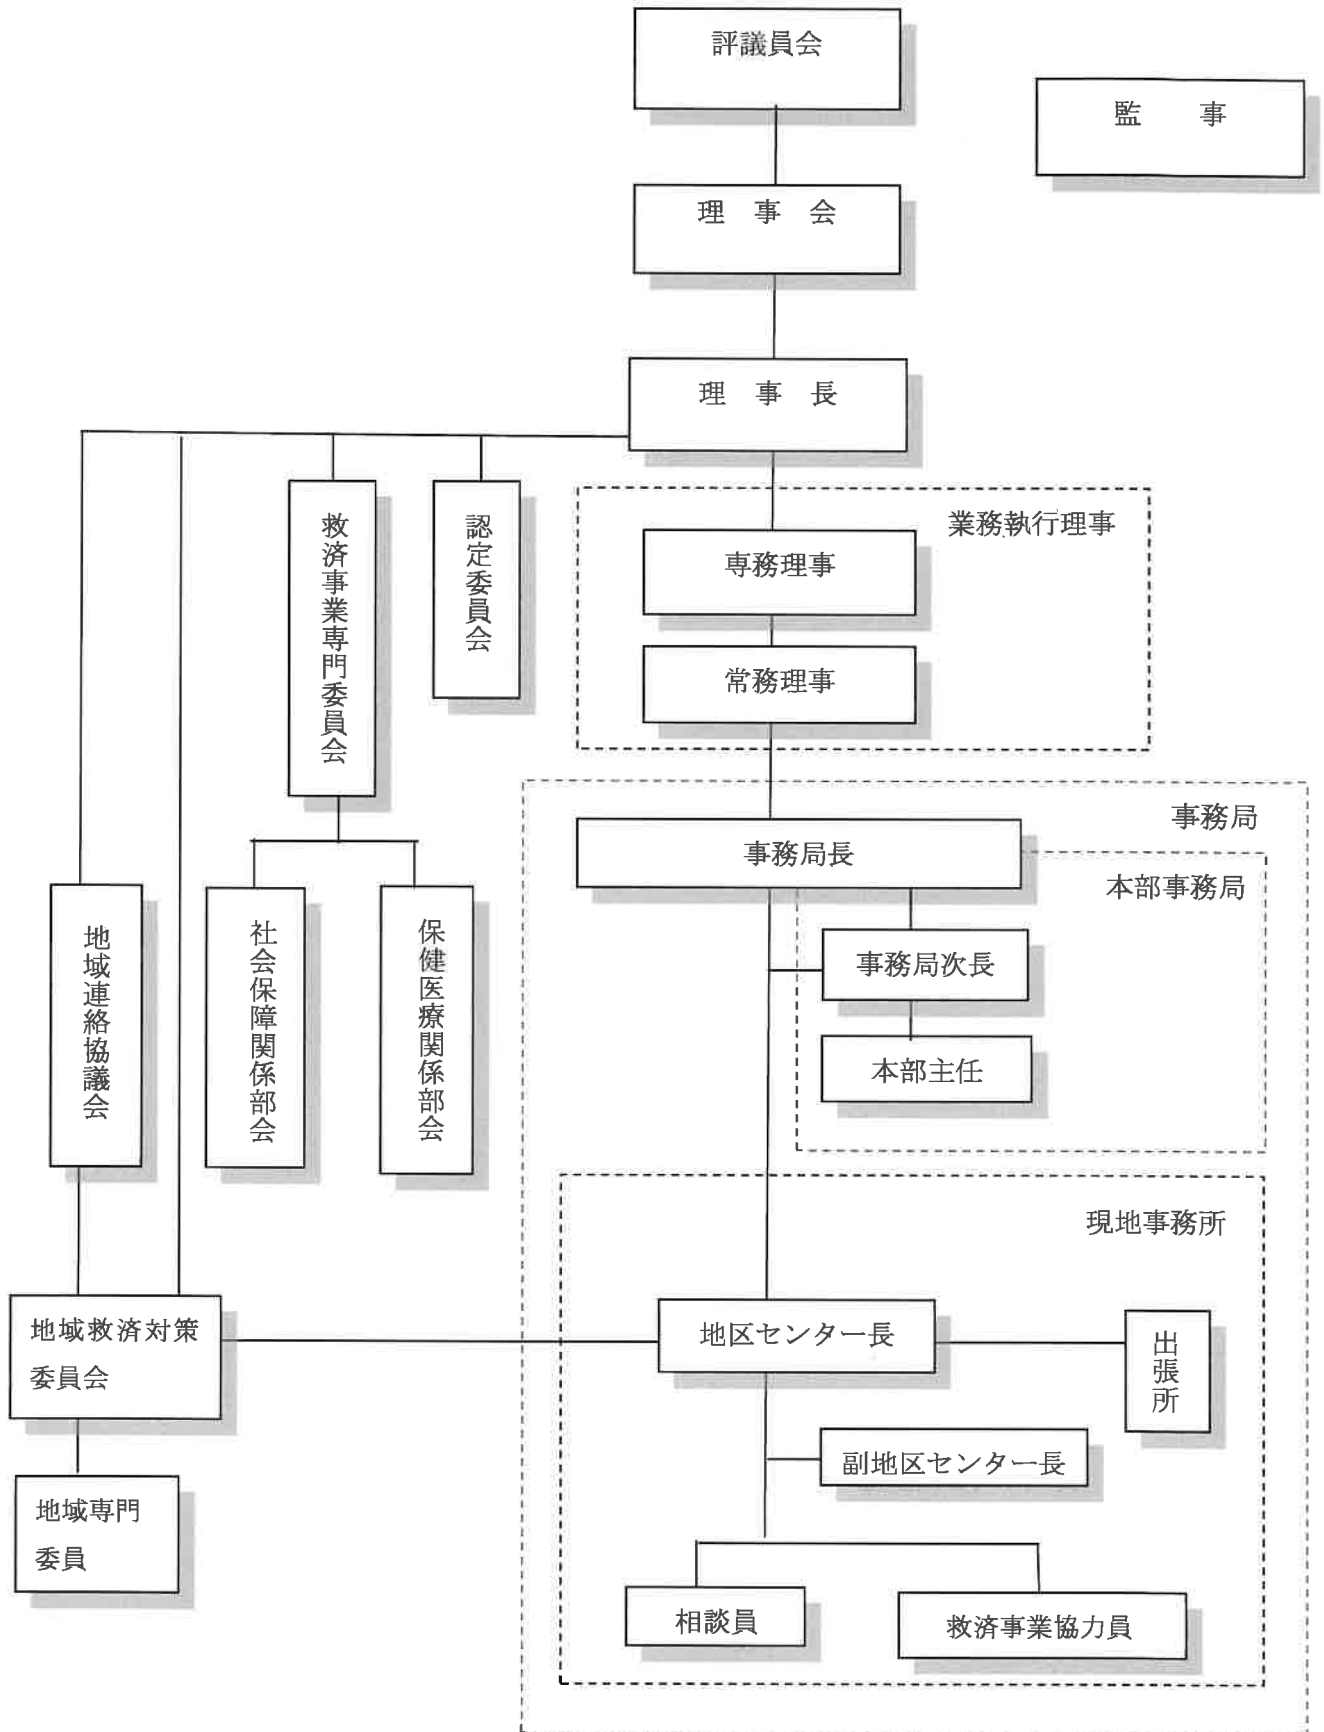 評議員会
監　　事
理　事　会
理　事　長
業務執行理事
専務理事
常務理事
認定委員会
救済事業専門委員会
事務局
事務局長
本部事務局
事務局次長
本部主任
保健医療関係部会
社会保障関係部会
地域連絡協議会
現地事務所
地域救済対策
委員会
地区センター長
出張所
副地区センター長
地域専門
委員
相談員
救済事業協力員